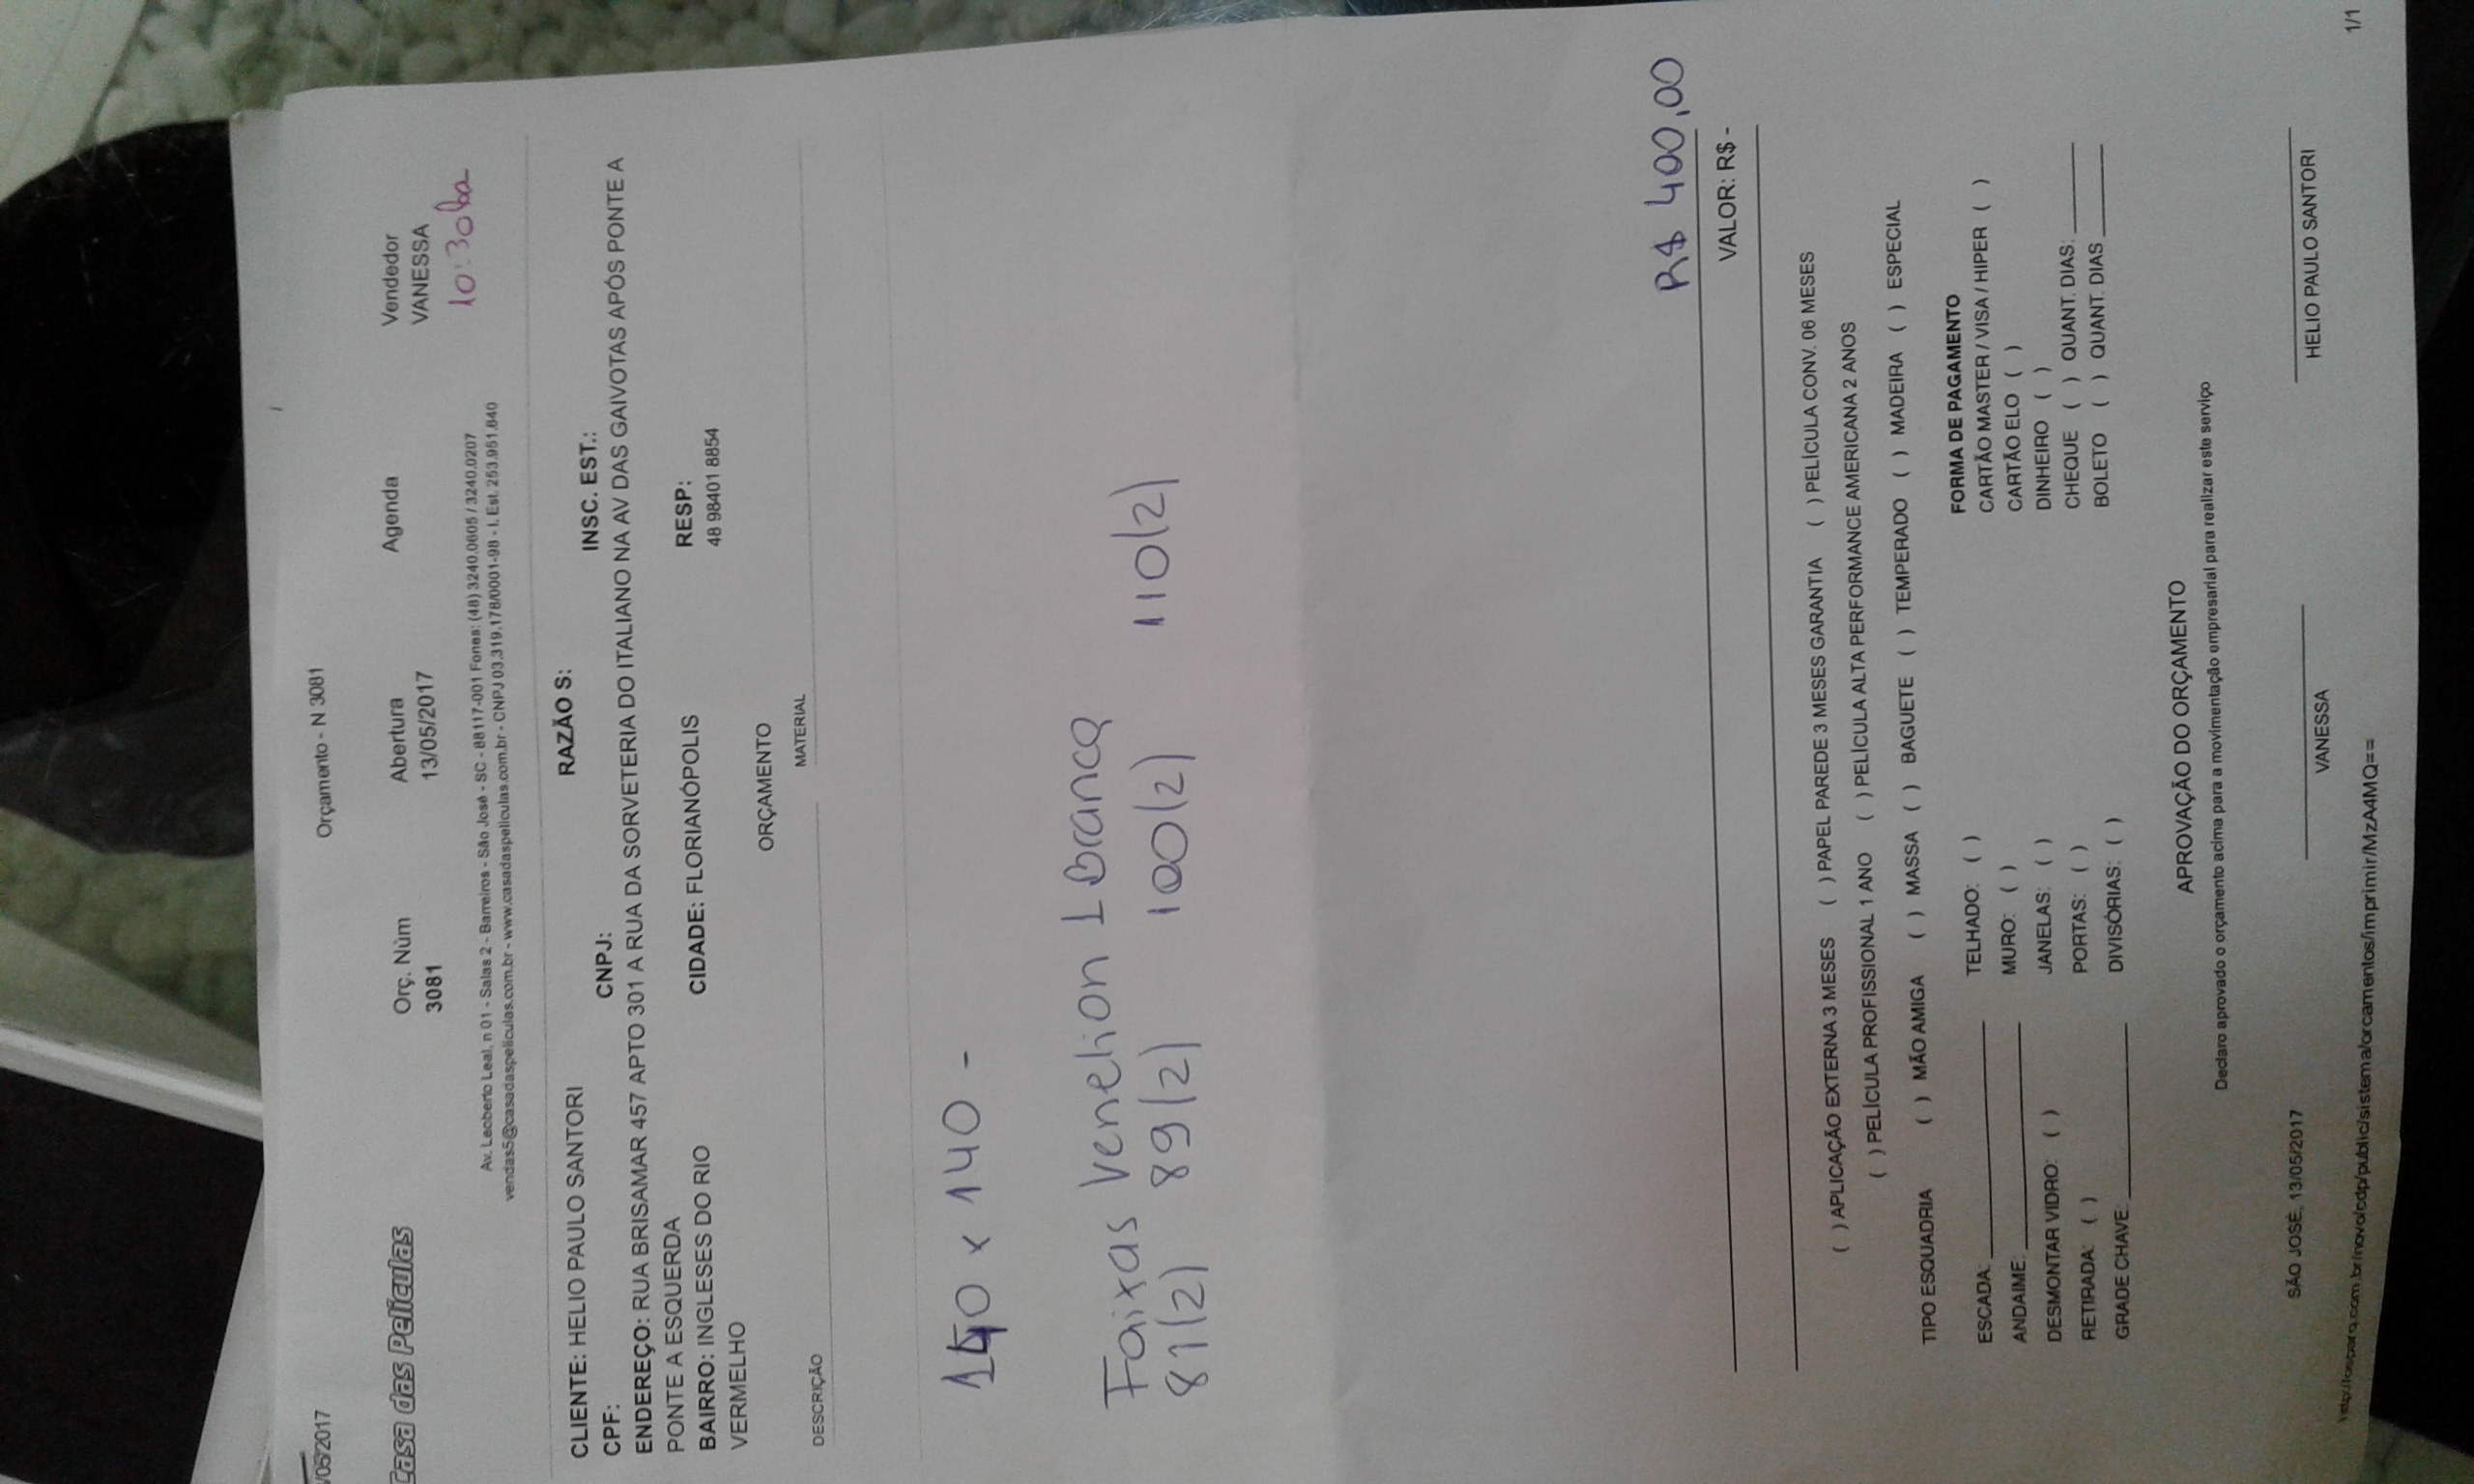 /05/2017
Orçamento - N 3081
Casa das Películas
Orç. Núm
Abertura
Agenda
Vendedor
3081
13/05/2017
VANESSA
10:30
Av. Leoberto Leal, n 01 - Salas 2 - Barreiros - São José - SC - 88117-001 Fones: (48) 3240.0605 / 3240.0207
vendas5@casadaspeliculas.com.br - www.casadaspeliculas.com.br - CNPJ 03.319.178/0001-98 - I. Est. 253.951.640
CLIENTE: HELIO PAULO SANTORI
RAZÃO S:
CPF:
CNPJ:
INSC. EST.:
ENDEREÇO: RUA BRISAMAR 457 APTO 301 A RUA DA SORVETERIA DO ITALIANO NA AV DAS GAIVOTAS APÓS PONTE A
PONTE A ESQUERDA
BAIRRO: INGLESES DO RIO
VERMELHO
CIDADE: FLORIANÓPOLIS
RESP:
48 98401 8854
ORÇAMENTO
DESCRIÇÃO
MATERIAL
140 x 140 -
Faixas Venelion 1 Branca
81(2) 89(2) 100(2) 110(2)
R$ 400,00
VALOR: R$ -
( ) APLICAÇÃO EXTERNA 3 MESES ( ) PAPEL PAREDE 3 MESES GARANTIA ( ) PELÍCULA CONV. 06 MESES
( ) PELÍCULA PROFISSIONAL 1 ANO ( ) PELÍCULA ALTA PERFORMANCE AMERICANA 2 ANOS
TIPO ESQUADRIA ( ) MÃO AMIGA ( ) MASSA ( ) BAGUETE ( ) TEMPERADO ( ) MADEIRA ( ) ESPECIAL
ESCADA:
TELHADO: ( )
ANDAIME:
MURO: ( )
DESMONTAR VIDRO: ( )
JANELAS: ( )
RETIRADA: ( )
PORTAS: ( )
GRADE CHAVE:
DIVISÓRIAS: ( )
FORMA DE PAGAMENTO
CARTÃO MASTER / VISA / HIPER ( )
CARTÃO ELO ( )
DINHEIRO ( )
CHEQUE ( ) QUANT. DIAS:
BOLETO ( ) QUANT. DIAS
APROVAÇÃO DO ORÇAMENTO
Declaro aprovado o orçamento acima para a movimentação empresarial para realizar este serviço
SÃO JOSÉ, 13/05/2017
VANESSA
HELIO PAULO SANTORI
1/1